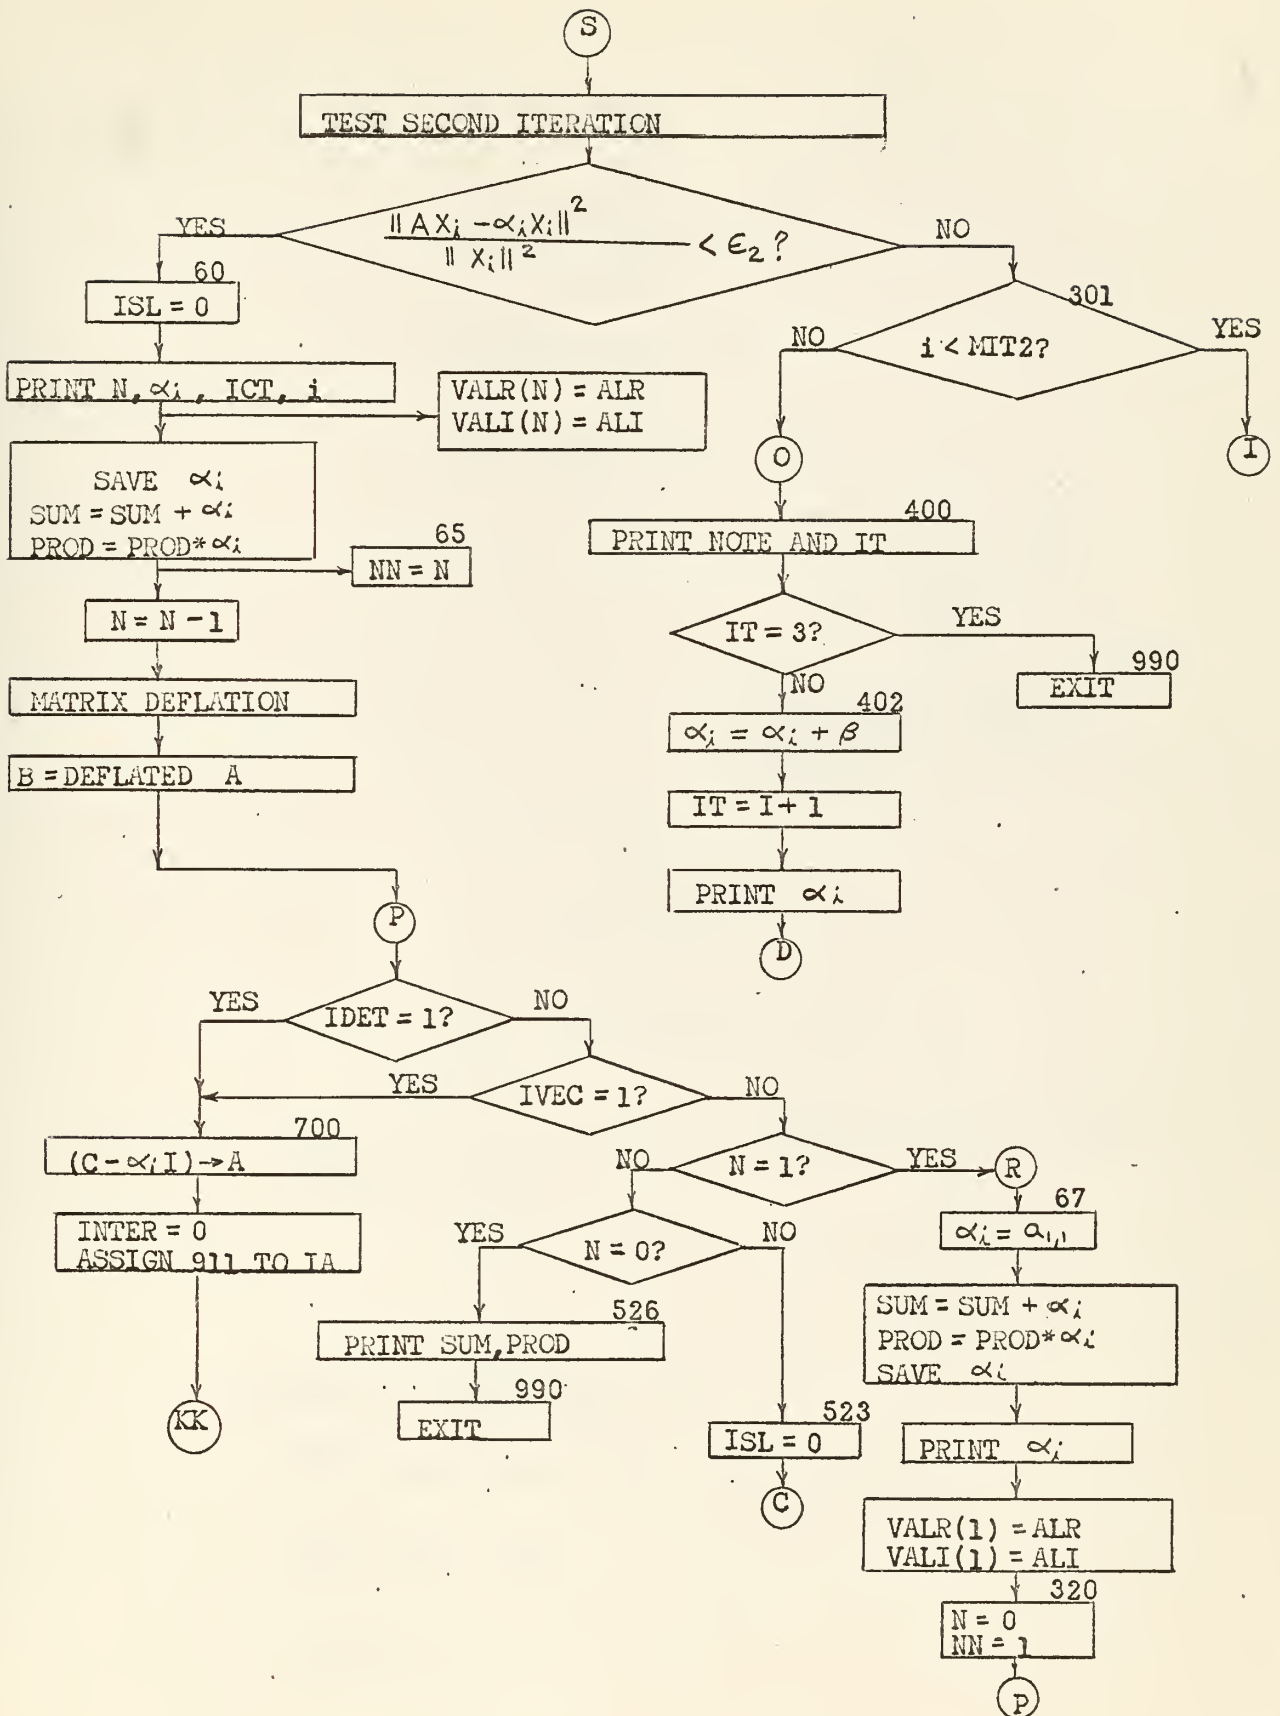 S
TEST SECOND ITERATION
‖AXᵢ - αᵢXᵢ‖² / ‖Xᵢ‖² < ϵ₂?
YES
NO
60
ISL = 0
301
i < MIT2?
NO
YES
PRINT N, αᵢ, ICT, i
VALR(N) = ALR
VALI(N) = ALI
O
I
SAVE αᵢ
SUM = SUM + αᵢ
PROD = PROD*αᵢ
400
PRINT NOTE AND IT
65
NN = N
N = N - 1
IT = 3?
YES
990
EXIT
NO
MATRIX DEFLATION
402
αᵢ = αᵢ + β
B = DEFLATED A
IT = I + 1
PRINT αᵢ
P
D
YES
IDET = 1?
NO
YES
IVEC = 1?
NO
700
(C - αᵢI) → A
NO
N = 1?
YES
R
INTER = 0
ASSIGN 911 TO IA
YES
N = 0?
NO
67
αᵢ = a₁,₁
526
PRINT SUM, PROD
SUM = SUM + αᵢ
PROD = PROD*αᵢ
SAVE αᵢ
990
EXIT
KK
523
ISL = 0
PRINT αᵢ
C
VALR(1) = ALR
VALI(1) = ALI
320
N = 0
NN = 1
P